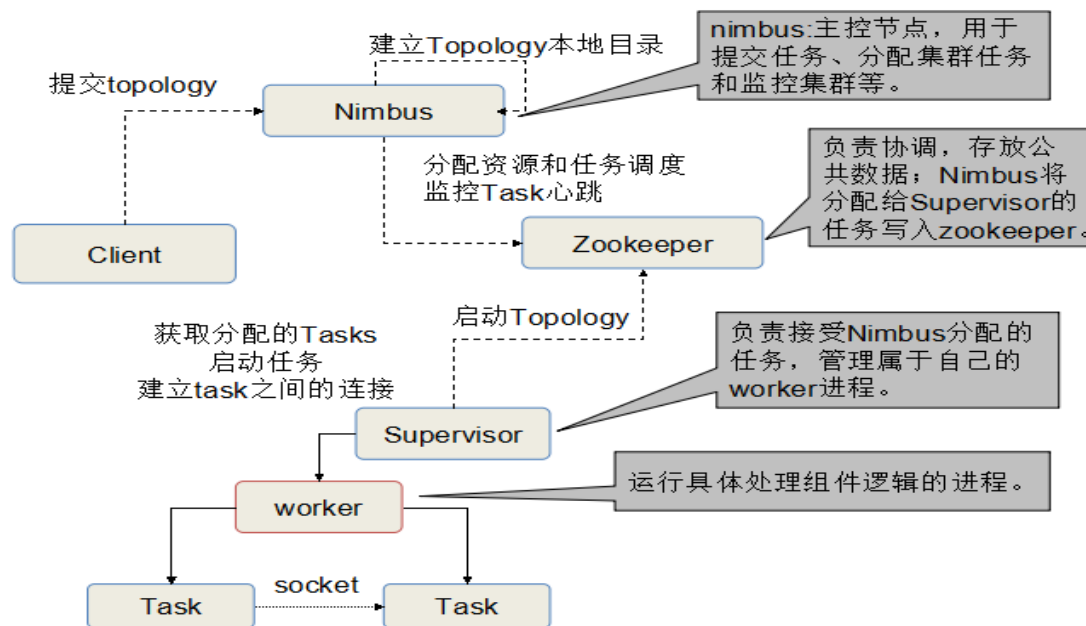 建立Topology本地目录
nimbus:主控节点，用于
提交任务、分配集群任务
和监控集群等。
提交topology
Nimbus
分配资源和任务调度
监控Task心跳
负责协调，存放公
共数据；Nimbus将
分配给Supervisor的
任务写入zookeeper。
Client
Zookeeper
启动Topology
获取分配的Tasks
启动任务
建立task之间的连接
负责接受Nimbus分配的
任务，管理属于自己的
worker进程。
Supervisor
worker
运行具体处理组件逻辑的进程。
socket
Task
Task